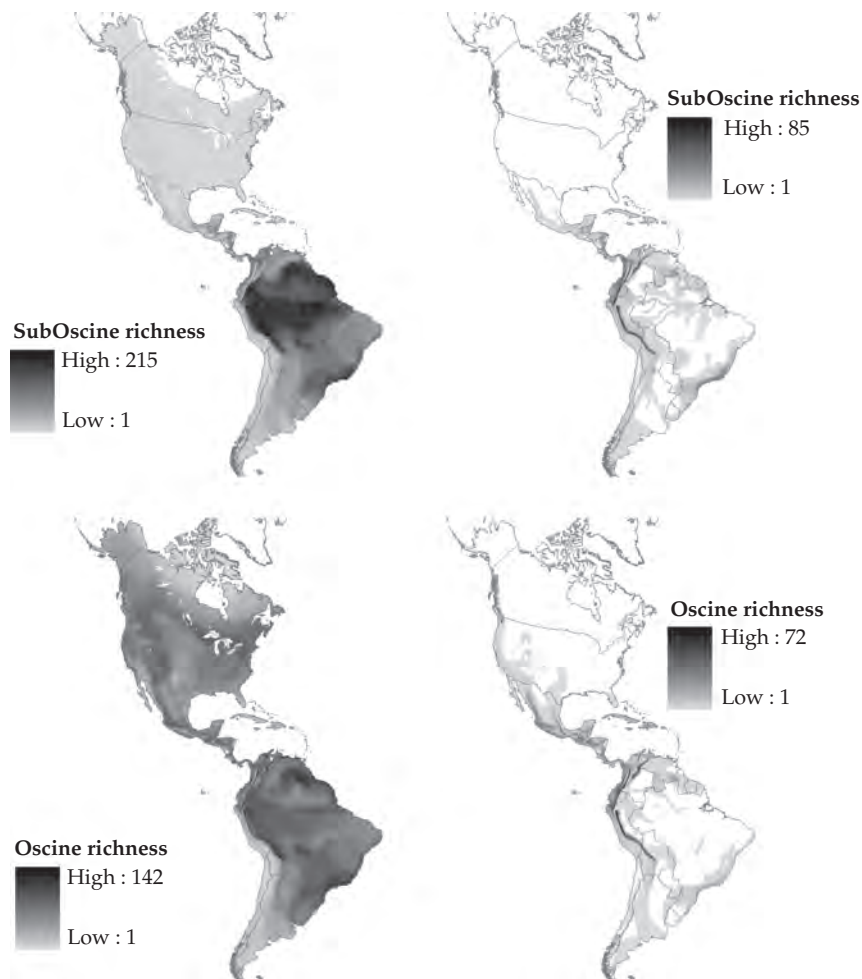 SubOscine richness
High : 85
Low : 1
SubOscine richness
High : 215
Low : 1
Oscine richness
High : 72
Low : 1
Oscine richness
High : 142
Low : 1